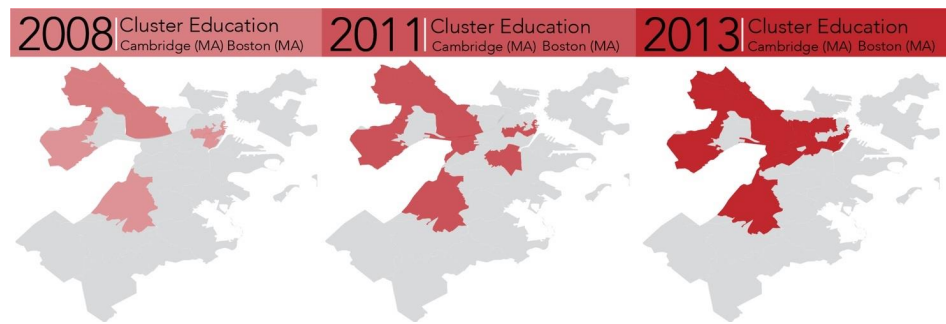 2008 Cluster Education
Cambridge (MA) Boston (MA)
2011 Cluster Education
Cambridge (MA) Boston (MA)
2013 Cluster Education
Cambridge (MA) Boston (MA)